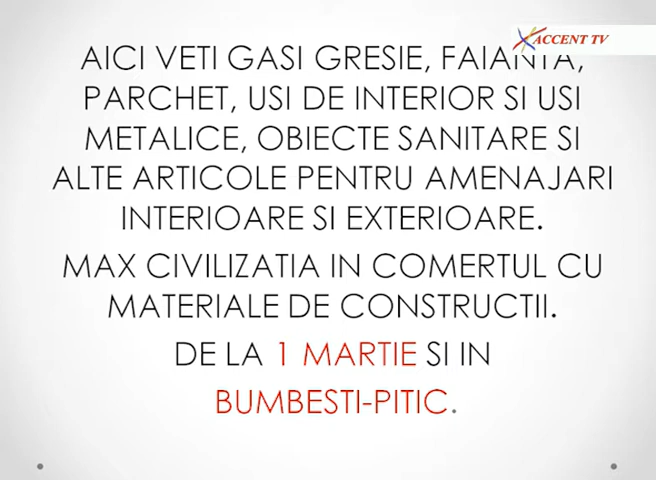 ACCENT TV
AICI VETI GASI GRESIE, FAIANTA,
PARCHET, USI DE INTERIOR SI USI
METALICE, OBIECTE SANITARE SI
ALTE ARTICOLE PENTRU AMENAJARI
INTERIOARE SI EXTERIOARE.
MAX CIVILIZATIA IN COMERTUL CU
MATERIALE DE CONSTRUCTII.
DE LA 1 MARTIE SI IN
BUMBESTI-PITIC.